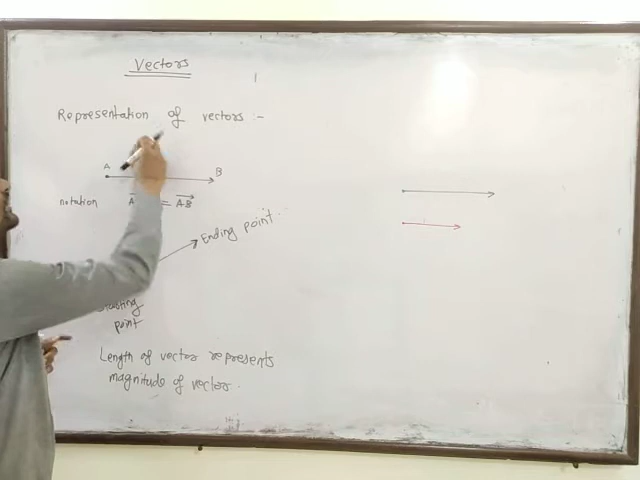 Vectors
Representation of vectors :-
A B
notation A = AB
Ending point
point
Length of vector represents
magnitude of vector.